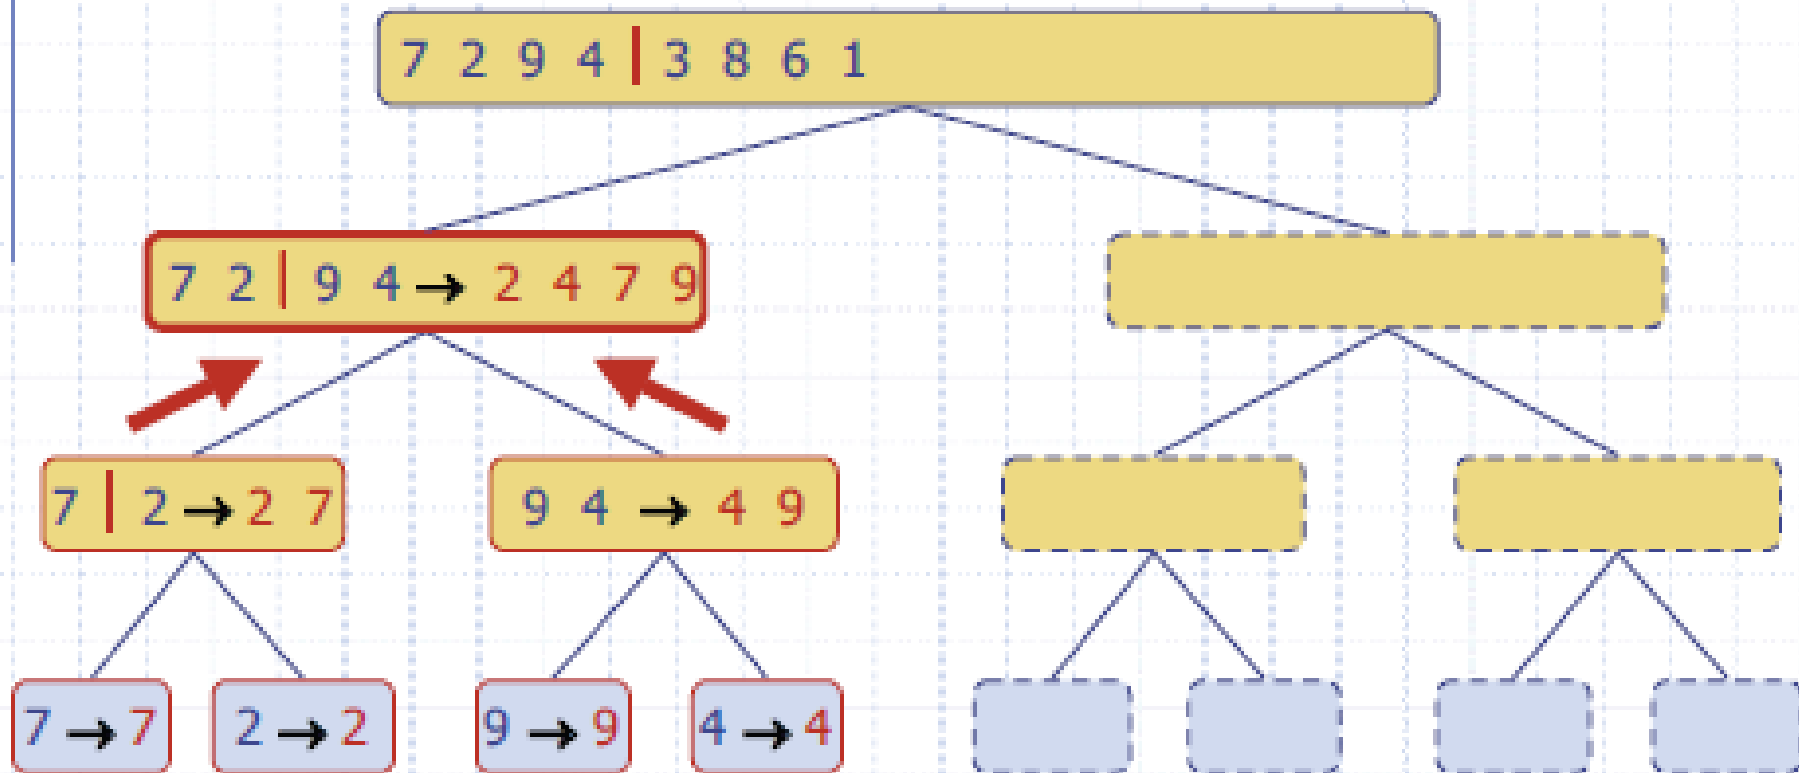 7 2 9 4 | 3 8 6 1
7 2 | 9 4 → 2 4 7 9
7 | 2 → 2 7
9 4 → 4 9
7 → 7
2 → 2
9 → 9
4 → 4